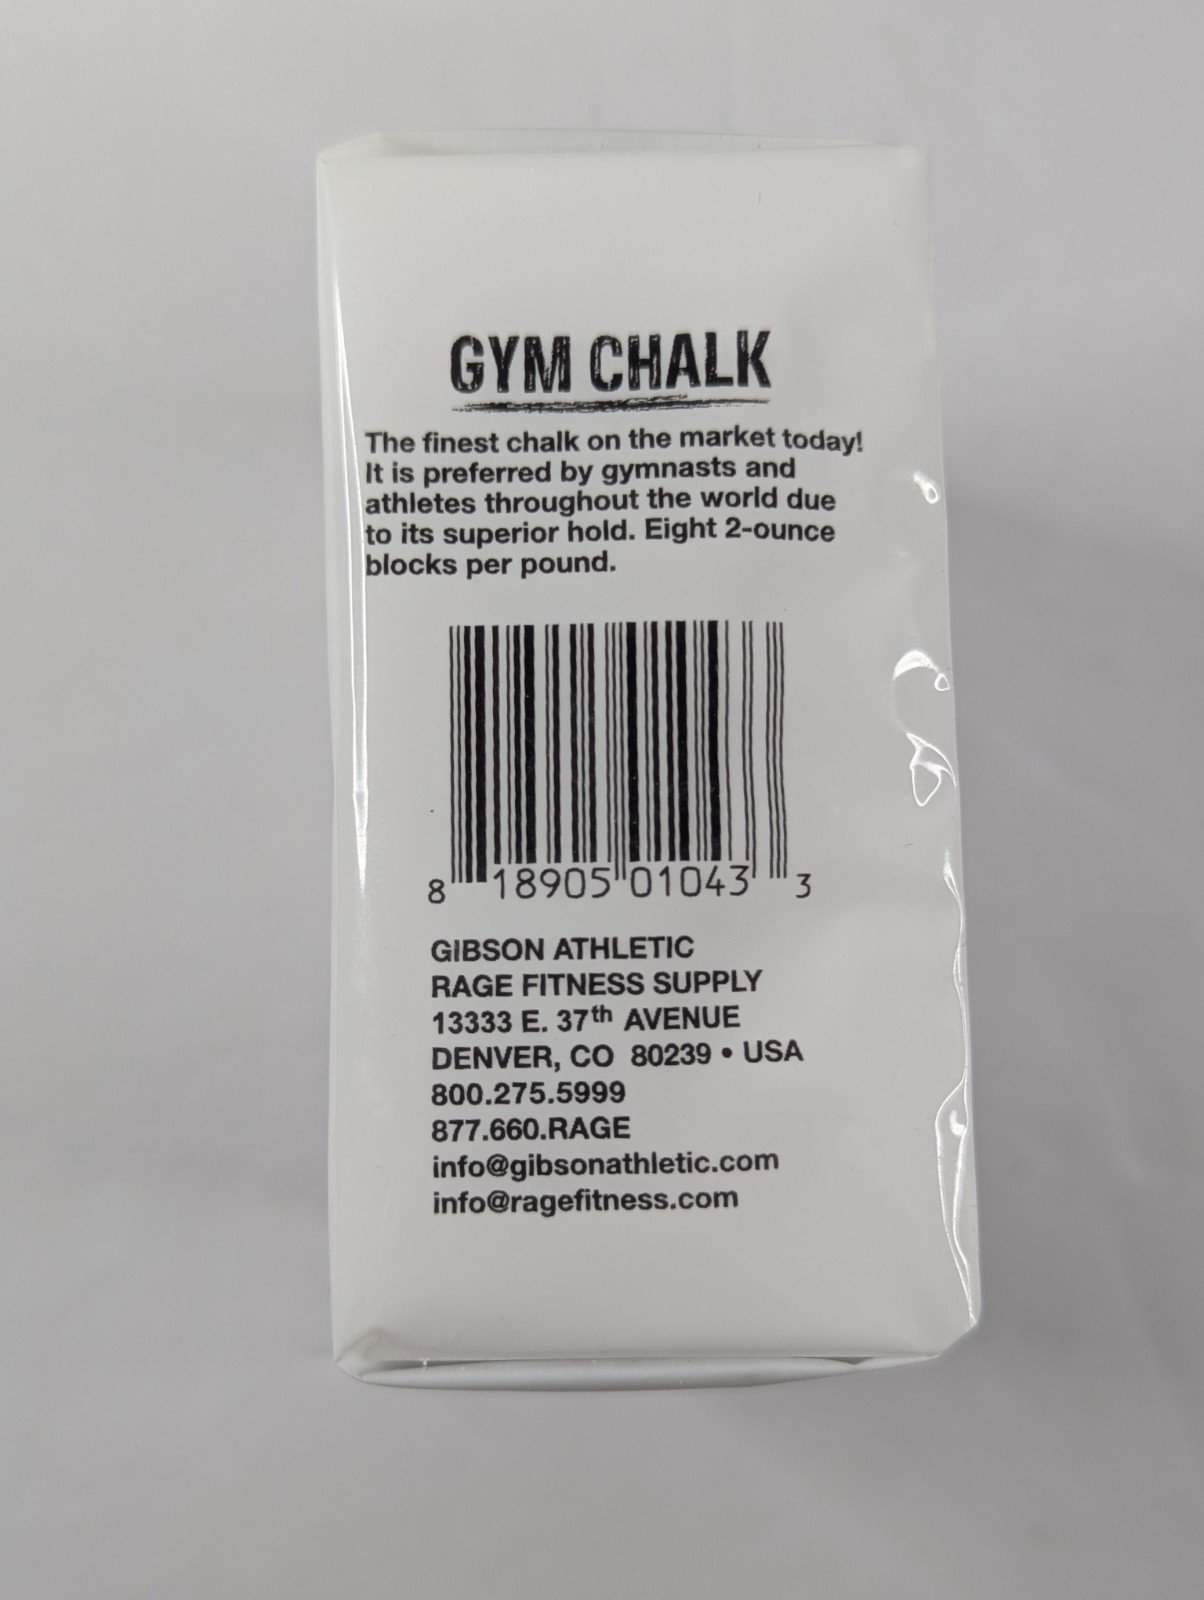 GYM CHALK
The finest chalk on the market today!
It is preferred by gymnasts and
athletes throughout the world due
to its superior hold. Eight 2-ounce
blocks per pound.
8 18905 01043 3
GIBSON ATHLETIC
RAGE FITNESS SUPPLY
13333 E. 37th AVENUE
DENVER, CO 80239 • USA
800.275.5999
877.660.RAGE
info@gibsonathletic.com
info@ragefitness.com